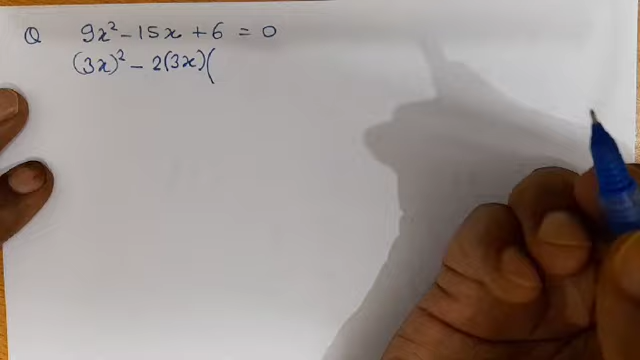 Q 9x² - 15x + 6 = 0
(3x)² - 2(3x)(